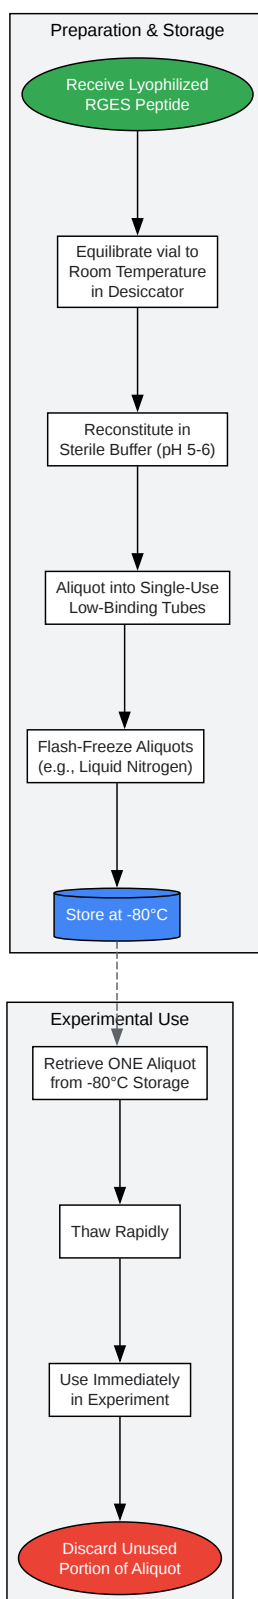 Preparation & Storage
Receive Lyophilized
RGES Peptide
Equilibrate vial to
Room Temperature
in Desiccator
Reconstitute in
Sterile Buffer (pH 5-6)
Aliquot into Single-Use
Low-Binding Tubes
Flash-Freeze Aliquots
(e.g., Liquid Nitrogen)
Store at -80°C
Experimental Use
Retrieve ONE Aliquot
from -80°C Storage
Thaw Rapidly
Use Immediately
in Experiment
Discard Unused
Portion of Aliquot